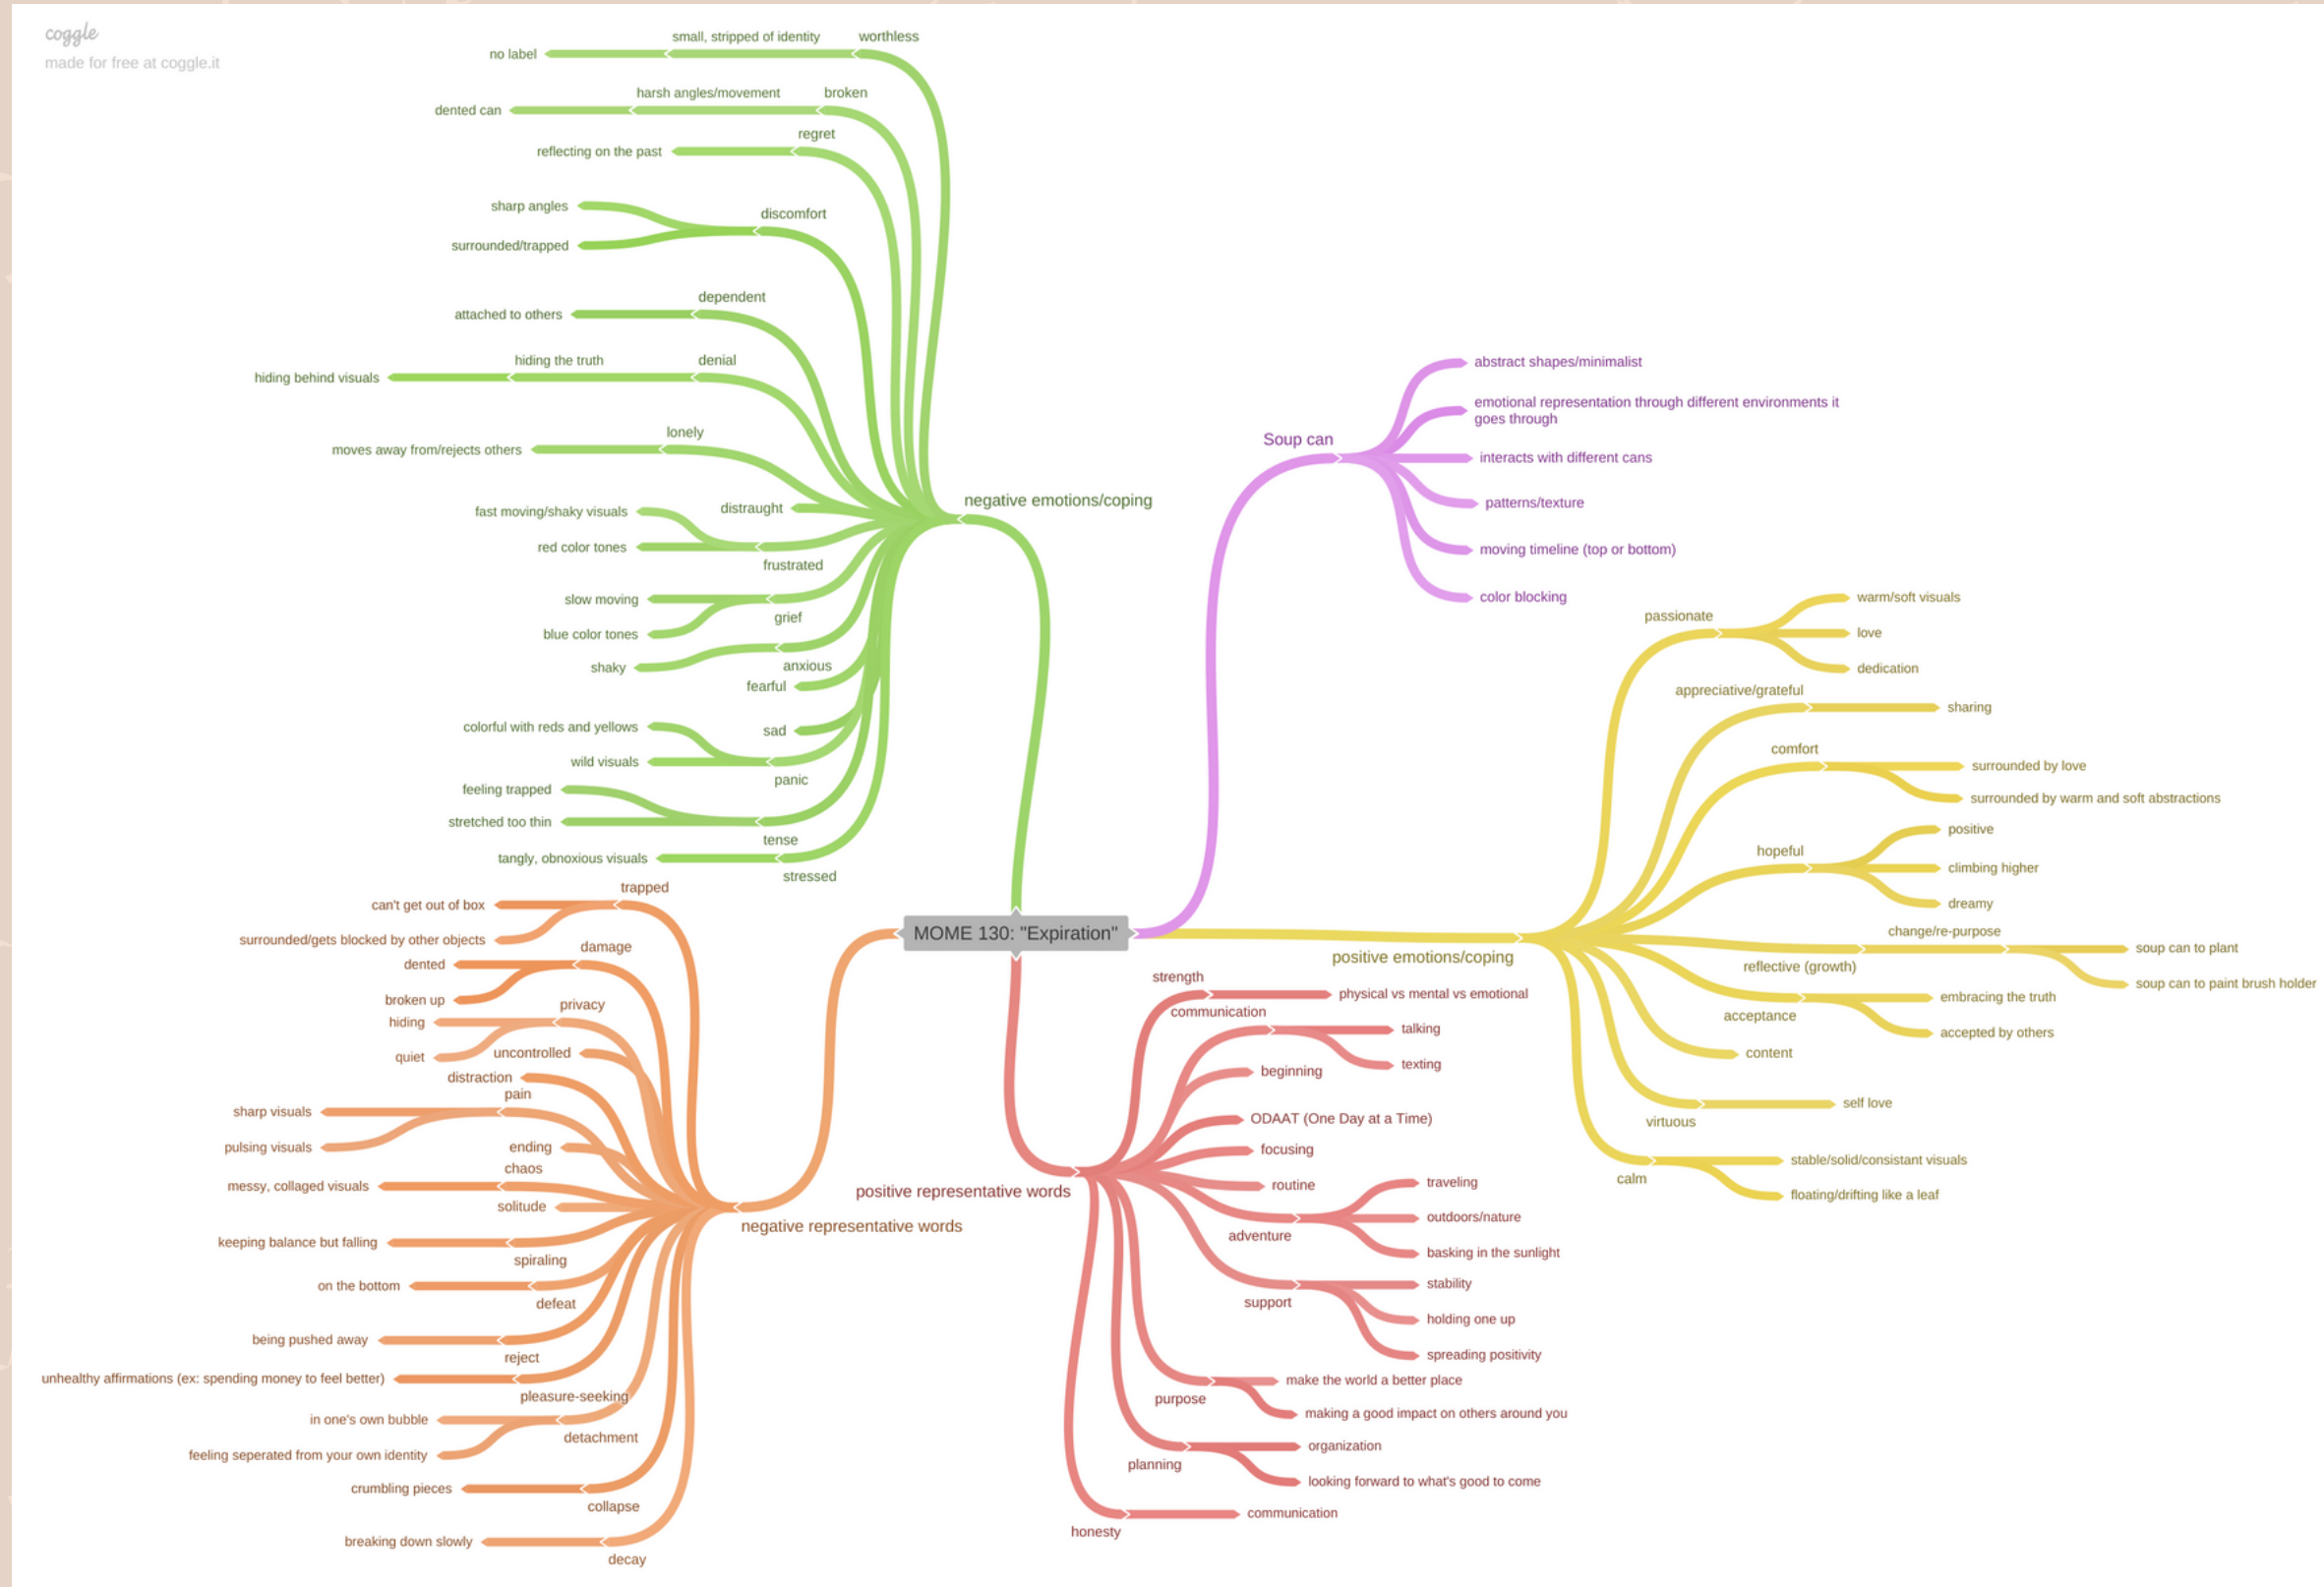 coggle
made for free at coggle.it
MOME 130: "Expiration"
negative emotions/coping
worthless
small, stripped of identity
no label
broken
harsh angles/movement
dented can
regret
reflecting on the past
discomfort
sharp angles
surrounded/trapped
dependent
attached to others
denial
hiding the truth
hiding behind visuals
lonely
moves away from/rejects others
distraught
frustrated
fast moving/shaky visuals
red color tones
grief
slow moving
blue color tones
anxious
shaky
fearful
sad
panic
colorful with reds and yellows
wild visuals
tense
feeling trapped
stretched too thin
stressed
tangly, obnoxious visuals
Soup can
abstract shapes/minimalist
emotional representation through different environments it
goes through
interacts with different cans
patterns/texture
moving timeline (top or bottom)
color blocking
positive emotions/coping
passionate
warm/soft visuals
love
dedication
appreciative/grateful
sharing
comfort
surrounded by love
surrounded by warm and soft abstractions
hopeful
positive
climbing higher
dreamy
reflective (growth)
change/re-purpose
soup can to plant
soup can to paint brush holder
acceptance
embracing the truth
accepted by others
content
virtuous
self love
calm
stable/solid/consistant visuals
floating/drifting like a leaf
negative representative words
trapped
can't get out of box
surrounded/gets blocked by other objects
damage
dented
broken up
privacy
hiding
quiet
uncontrolled
distraction
pain
sharp visuals
pulsing visuals
ending
chaos
messy, collaged visuals
solitude
spiraling
keeping balance but falling
defeat
on the bottom
reject
being pushed away
pleasure-seeking
unhealthy affirmations (ex: spending money to feel better)
detachment
in one's own bubble
feeling seperated from your own identity
collapse
crumbling pieces
decay
breaking down slowly
positive representative words
strength
physical vs mental vs emotional
communication
talking
texting
beginning
ODAAT (One Day at a Time)
focusing
routine
adventure
traveling
outdoors/nature
basking in the sunlight
support
stability
holding one up
spreading positivity
purpose
make the world a better place
making a good impact on others around you
planning
organization
looking forward to what's good to come
honesty
communication